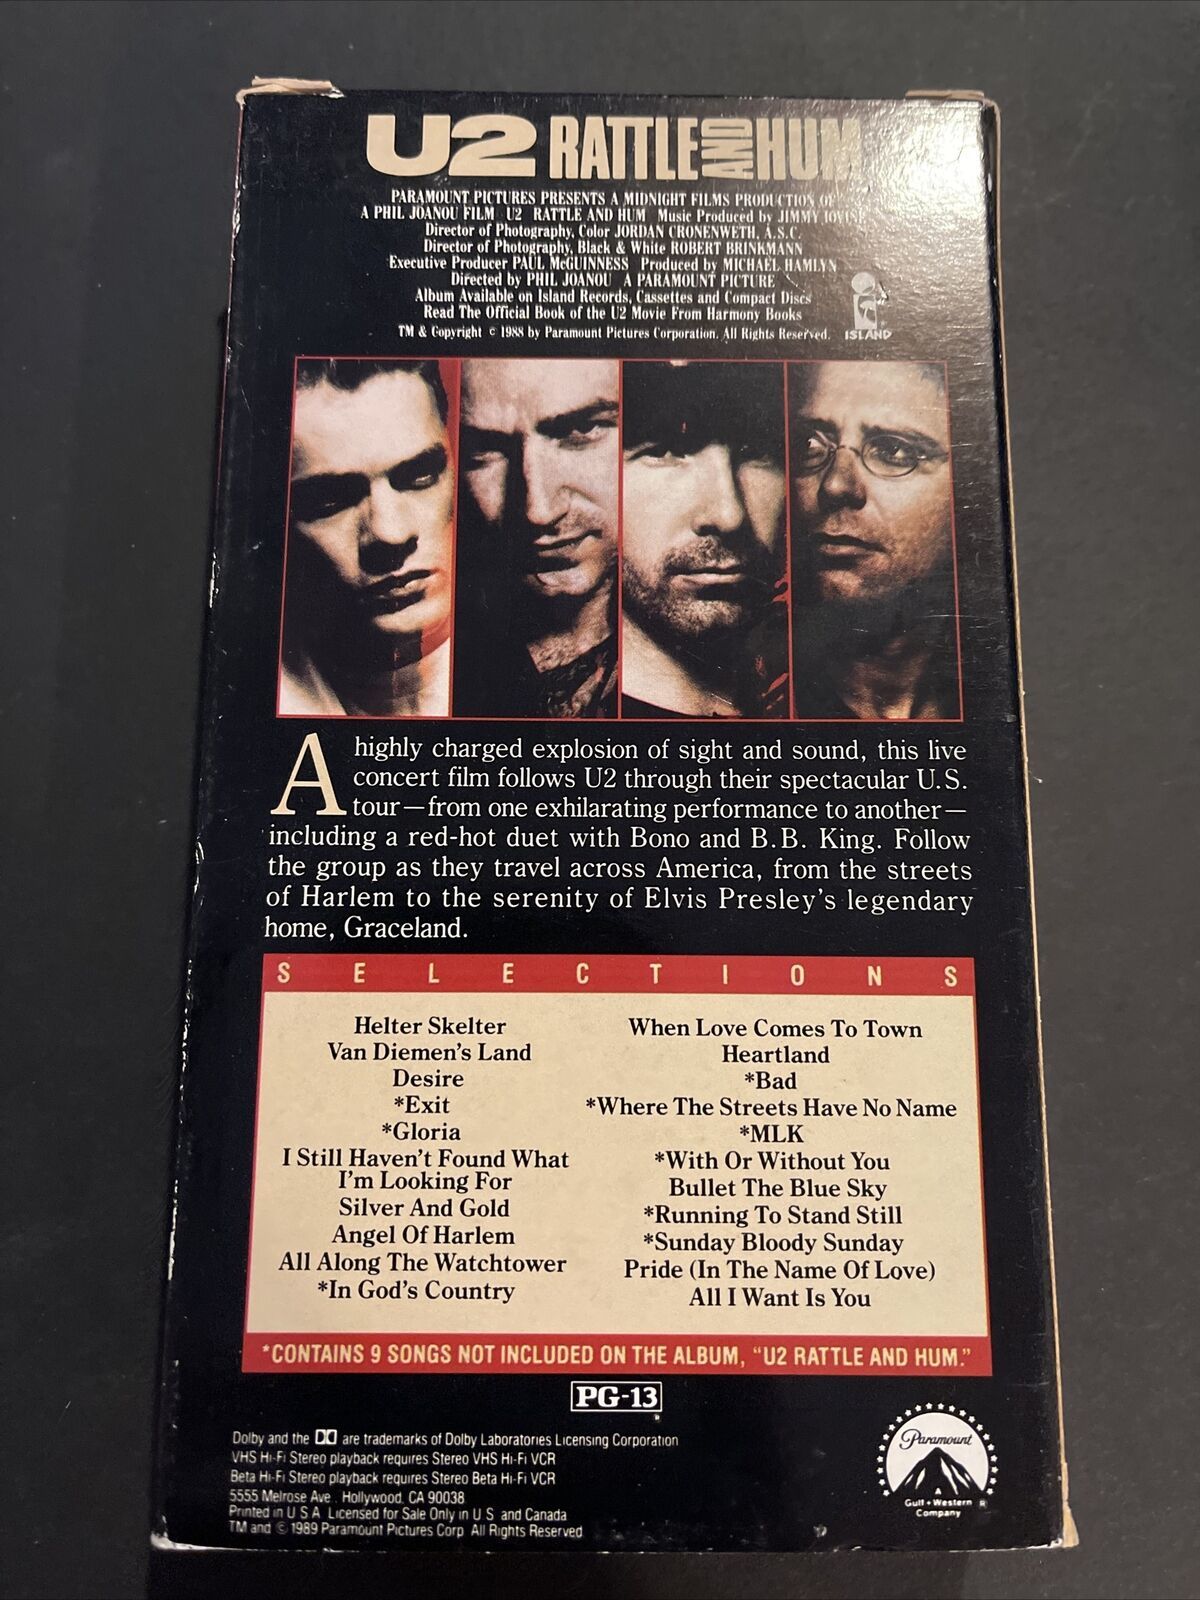 U2 RATTLE AND HUM
PARAMOUNT PICTURES PRESENTS A MIDNIGHT FILMS PRODUCTION OF
A PHIL JOANOU FILM U2 RATTLE AND HUM Music Produced by JIMMY
Director of Photography, Color JORDAN CRONENWETH, A.S.C.
Director of Photography, Black & White ROBERT BRINKMANN
Executive Producer PAUL McGUINNESS Produced by MICHAEL HAMLYN
Directed by PHIL JOANOU A PARAMOUNT PICTURE
Album Available on Island Records, Cassettes and Compact Discs
Read The Official Book of the U2 Movie From Harmony Books
TM & Copyright © 1988 by Paramount Pictures Corporation. All Rights Reserved.
ISLAND
A highly charged explosion of sight and sound, this live
concert film follows U2 through their spectacular U.S.
tour—from one exhilarating performance to another—
including a red-hot duet with Bono and B.B. King. Follow
the group as they travel across America, from the streets
of Harlem to the serenity of Elvis Presley's legendary
home, Graceland.
SELECTIONS
Helter Skelter
Van Diemen's Land
Desire
*Exit
*Gloria
I Still Haven't Found What
I'm Looking For
Silver And Gold
Angel Of Harlem
All Along The Watchtower
*In God's Country
When Love Comes To Town
Heartland
*Bad
*Where The Streets Have No Name
*MLK
*With Or Without You
Bullet The Blue Sky
*Running To Stand Still
*Sunday Bloody Sunday
Pride (In The Name Of Love)
All I Want Is You
*CONTAINS 9 SONGS NOT INCLUDED ON THE ALBUM, "U2 RATTLE AND HUM."
PG-13
®
Dolby and the DD are trademarks of Dolby Laboratories Licensing Corporation
VHS Hi-Fi Stereo playback requires Stereo VHS Hi-Fi VCR
Beta Hi-Fi Stereo playback requires Stereo Beta Hi-Fi VCR
5555 Melrose Ave., Hollywood, CA 90038
Printed in U S A Licensed for Sale Only in U S and Canada
TM and © 1989 Paramount Pictures Corp All Rights Reserved
Paramount
A
Gulf+Western ®
Company